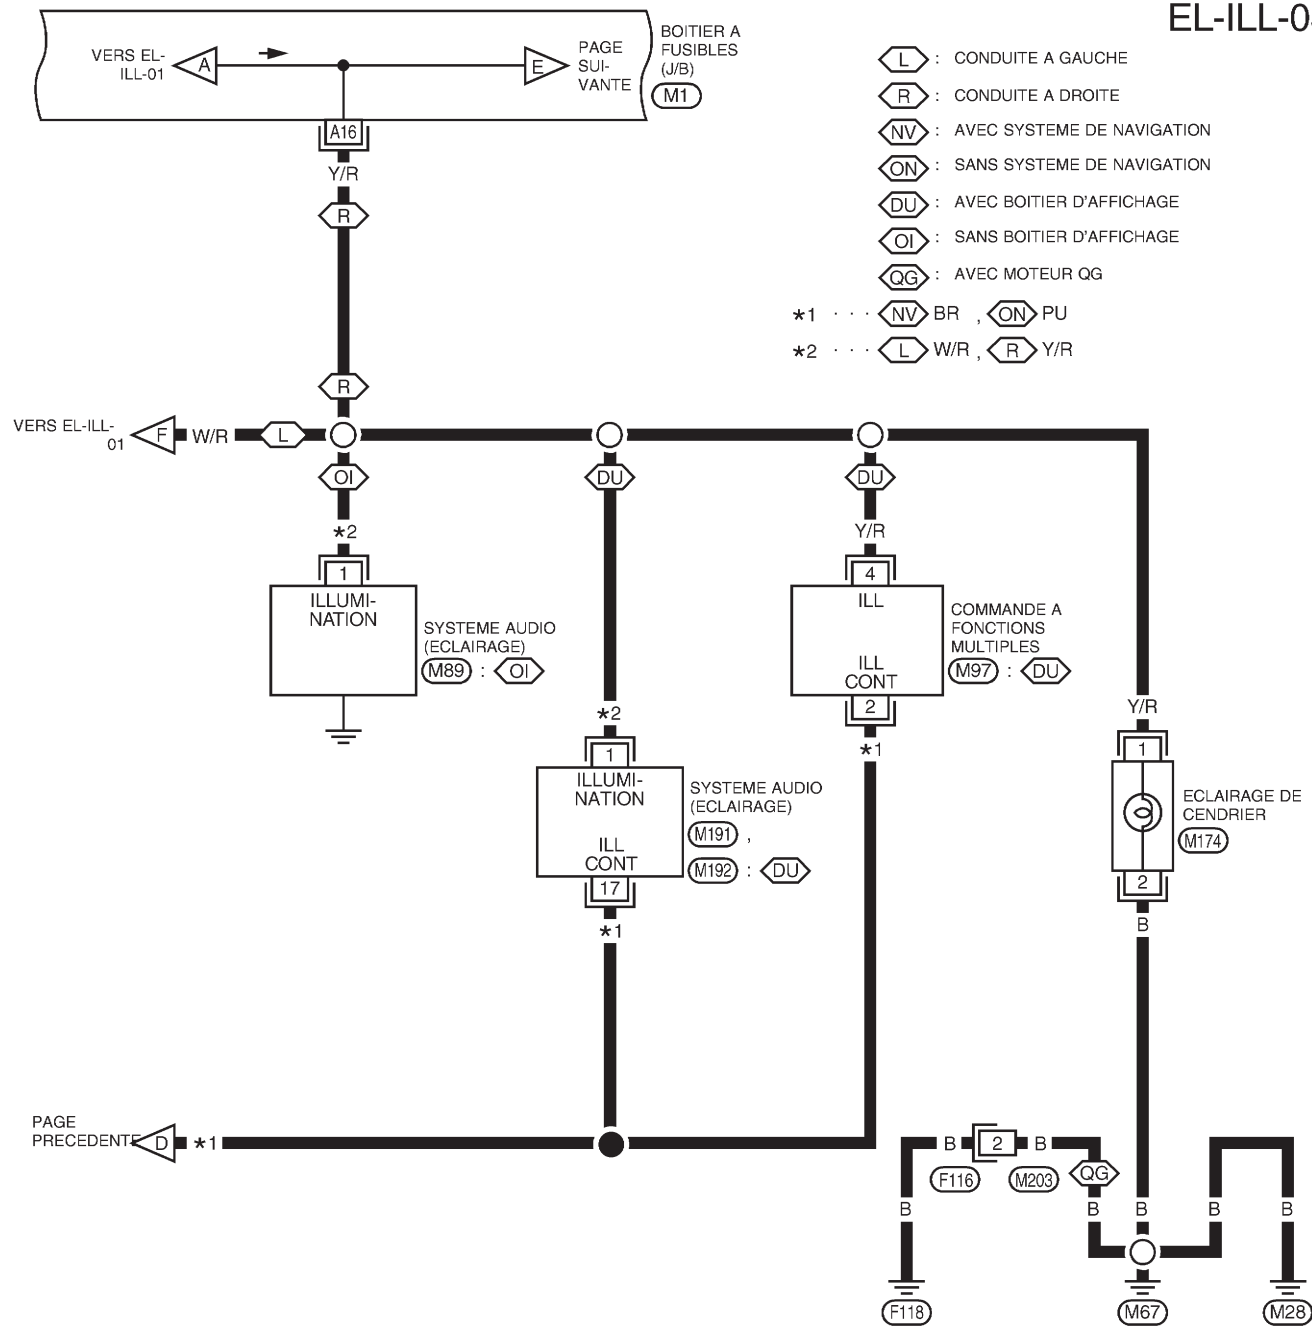 EL-ILL-0
VERS EL-
ILL-01
A
E
PAGE
SUI-
VANTE
BOITIER A
FUSIBLES
(J/B)
M1
A16
Y/R
R
R
L : CONDUITE A GAUCHE
R : CONDUITE A DROITE
NV : AVEC SYSTEME DE NAVIGATION
ON : SANS SYSTEME DE NAVIGATION
DU : AVEC BOITIER D'AFFICHAGE
OI : SANS BOITIER D'AFFICHAGE
QG : AVEC MOTEUR QG
*1 ··· NV BR , ON PU
*2 ··· L W/R , R Y/R
VERS EL-ILL-
01
F
W/R
L
OI
DU
DU
*2
1
ILLUMI-
NATION
SYSTEME AUDIO
(ECLAIRAGE)
M89 : OI
Y/R
4
ILL
ILL
CONT
2
*1
COMMANDE A
FONCTIONS
MULTIPLES
M97 : DU
*2
1
ILLUMI-
NATION
ILL
CONT
17
*1
SYSTEME AUDIO
(ECLAIRAGE)
M191 ,
M192 : DU
Y/R
1
2
B
ECLAIRAGE DE
CENDRIER
M174
PAGE
PRECEDENTE
D
*1
B
2
B
F116
M203
QG
B
B
B
B
B
F118
M67
M28